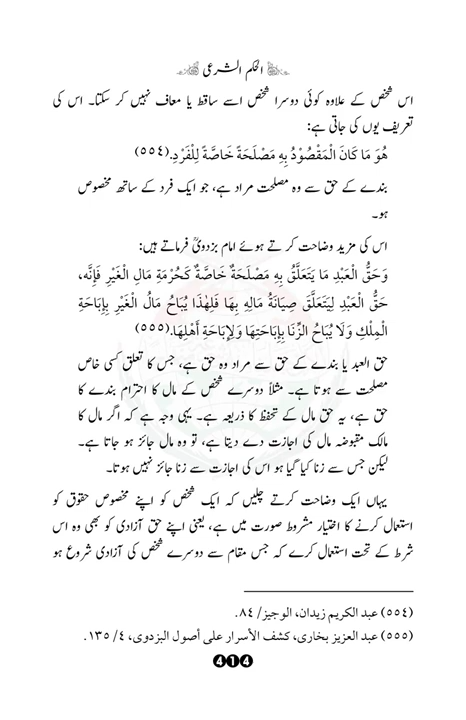 الحکم الشرعی
اس شخص کے علاوہ کوئی دوسرا شخص اسے ساقط یا معاف نہیں کر سکتا۔ اس کی
تعریف یوں کی جاتی ہے:
هُوَ مَا كَانَ الْمَقْصُوْدُ بِهِ مَصْلَحَةً خَاصَّةً لِلْفَرْدِ.(٥٥٤)
بندے کے حق سے وہ مصلحت مراد ہے، جو ایک فرد کے ساتھ مخصوص
ہو۔
اس کی مزید وضاحت کرتے ہوئے امام بزدویؒ فرماتے ہیں:
وَحَقُّ الْعَبْدِ مَا يَتَعَلَّقُ بِهِ مَصْلَحَةٌ خَاصَّةٌ كَحُرْمَةِ مَالِ الْغَيْرِ فَإِنَّه،
حَقُّ الْعَبْدِ لِيَتَعَلَّقَ صِيَانَةُ مَالِهِ بِهَا فَلِهٰذَا يُبَاحُ مَالُ الْغَيْرِ بِإِبَاحَةِ
الْمِلْكِ وَلَا يُبَاحُ الزِّنَا بِإِبَاحَتِهَا وَلِإِبَاحَةِ أَهْلِهَا.(٥٥٥)
حق العبد یا بندے کے حق سے مراد وہ حق ہے، جس کا تعلق کسی خاص
مصلحت سے ہوتا ہے۔ مثلاً دوسرے شخص کے مال کا احترام بندے کا
حق ہے، یہ حق مال کے تحفظ کا ذریعہ ہے۔ یہی وجہ ہے کہ اگر مال کا
مالک مقبوضہ مال کی اجازت دے دیتا ہے، تو وہ مال جائز ہو جاتا ہے۔
لیکن جس سے زنا کیا گیا ہو اس کی اجازت سے زنا جائز نہیں ہوتا۔
یہاں ایک وضاحت کرتے چلیں کہ ایک شخص کو اپنے مخصوص حقوق کو
استعمال کرنے کا اختیار مشروط صورت میں ہے، یعنی اپنے حق آزادی کو بھی وہ اس
شرط کے تحت استعمال کرے کہ جس مقام سے دوسرے شخص کی آزادی شروع ہو
(٥٥٤) عبد الكريم زيدان، الوجيز/ ٨٤.
(٥٥٥) عبد العزيز بخارى، كشف الأسرار على أصول البزدوى، ٤/ ١٣٥.
414